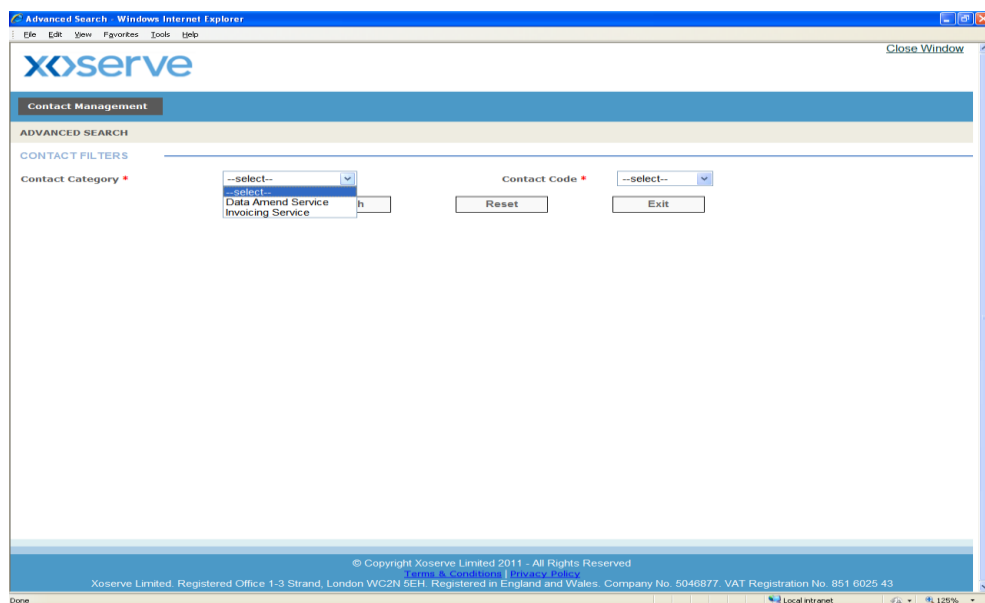 Advanced Search - Windows Internet Explorer
File Edit View Favorites Tools Help
Close Window
xoserve
Contact Management
ADVANCED SEARCH
CONTACT FILTERS
Contact Category * --select-- Contact Code * --select--
--select--
Data Amend Service
Invoicing Service
h Reset Exit
© Copyright Xoserve Limited 2011 - All Rights Reserved
Terms & Conditions | Privacy Policy
Xoserve Limited. Registered Office 1-3 Strand, London WC2N 5EH. Registered in England and Wales. Company No. 5046877. VAT Registration No. 851 6025 43
Done Local intranet 125%